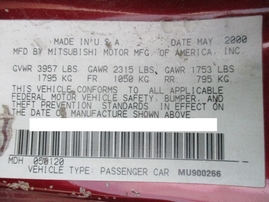 MADE IN U S A DATE MAY 2000
MFD BY MITSUBISHI MOTOR MFG OF AMERICA, INC.
GVWR 3957 LBS GAWR 2315 LBS GAWR 1753 LBS
1795 KG FR 1050 KG RR 795 KG
THIS VEHICLE CONFORMS TO ALL APPLICABLE
FEDERAL MOTOR VEHICLE SAFETY, BUMPER, AND
THEFT PREVENTION STANDARDS IN EFFECT
ON THE DATE OF MANUFACTURE SHOWN ABOVE.
MDH 050120
VEHICLE TYPE: PASSENGER CAR MU900266